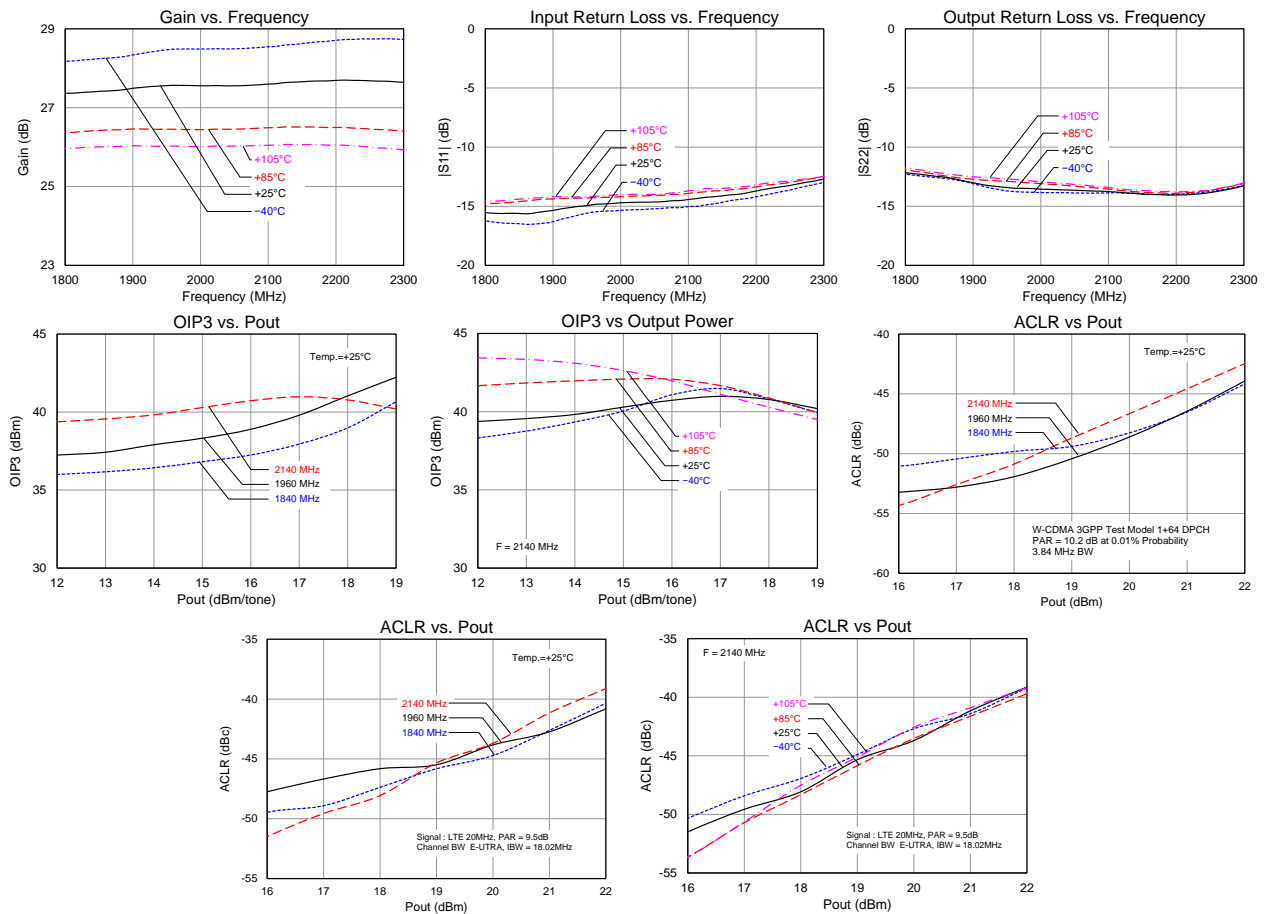 Gain vs. Frequency
29
27
25
23
Gain (dB)
+105°C
+85°C
+25°C
−40°C
1800 1900 2000 2100 2200 2300
Frequency (MHz)
Input Return Loss vs. Frequency
0
-5
-10
-15
-20
|S11| (dB)
+105°C
+85°C
+25°C
−40°C
1800 1900 2000 2100 2200 2300
Frequency (MHz)
Output Return Loss vs. Frequency
0
-5
-10
-15
-20
|S22| (dB)
+105°C
+85°C
+25°C
−40°C
1800 1900 2000 2100 2200 2300
Frequency (MHz)
OIP3 vs. Pout
45
40
35
30
OIP3 (dBm)
Temp.=+25°C
2140 MHz
1960 MHz
1840 MHz
12 13 14 15 16 17 18 19
Pout (dBm/tone)
OIP3 vs Output Power
45
40
35
30
OIP3 (dBm)
+105°C
+85°C
+25°C
−40°C
F = 2140 MHz
12 13 14 15 16 17 18 19
Pout (dBm/tone)
ACLR vs Pout
-40
-45
-50
-55
-60
ACLR (dBc)
Temp.=+25°C
2140 MHz
1960 MHz
1840 MHz
W-CDMA 3GPP Test Model 1+64 DPCH
PAR = 10.2 dB at 0.01% Probability
3.84 MHz BW
16 17 18 19 20 21 22
Pout (dBm)
ACLR vs. Pout
-35
-40
-45
-50
-55
ACLR (dBc)
Temp.=+25°C
2140 MHz
1960 MHz
1840 MHz
Signal : LTE 20MHz, PAR = 9.5dB
Channel BW E-UTRA, IBW = 18.02MHz
16 17 18 19 20 21 22
Pout (dBm)
ACLR vs Pout
-35
-40
-45
-50
-55
ACLR (dBc)
F = 2140 MHz
+105°C
+85°C
+25°C
−40°C
Signal : LTE 20MHz, PAR = 9.5dB
Channel BW E-UTRA, IBW = 18.02MHz
16 17 18 19 20 21 22
Pout (dBm)